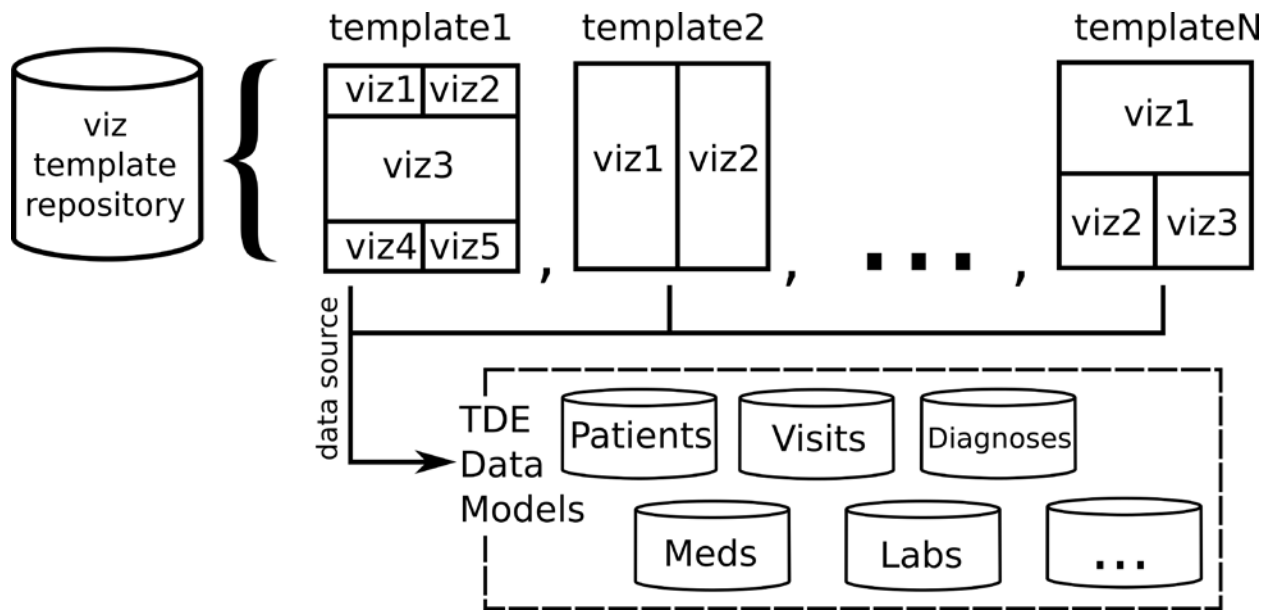 template1 template2 templateN
viz
template
repository
viz1 viz2
viz3
viz4 viz5
,
viz1 viz2
,
...
,
viz1
viz2 viz3
data source
TDE
Data
Models
Patients Visits Diagnoses
Meds Labs ...